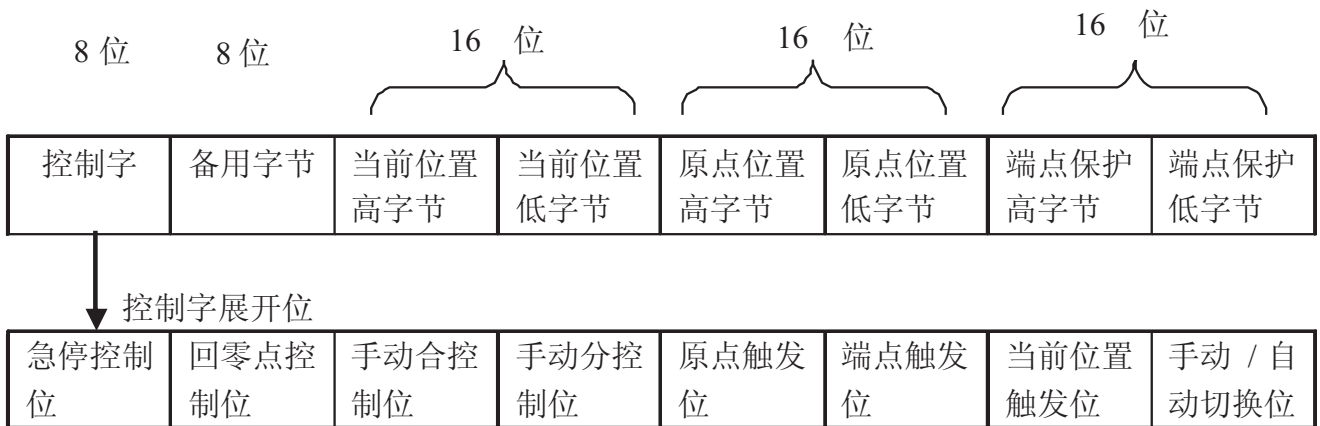 8位 8位 16 位 16 位 16 位
控制字 备用字节 当前位置 当前位置 原点位置 原点位置 端点保护 端点保护
高字节 低字节 高字节 低字节 高字节 低字节
控制字展开位
急停控制 回零点控 手动合控 手动分控 原点触发 端点触发 当前位置 手动 / 自
位 制位 制位 制位 位 位 触发位 动切换位